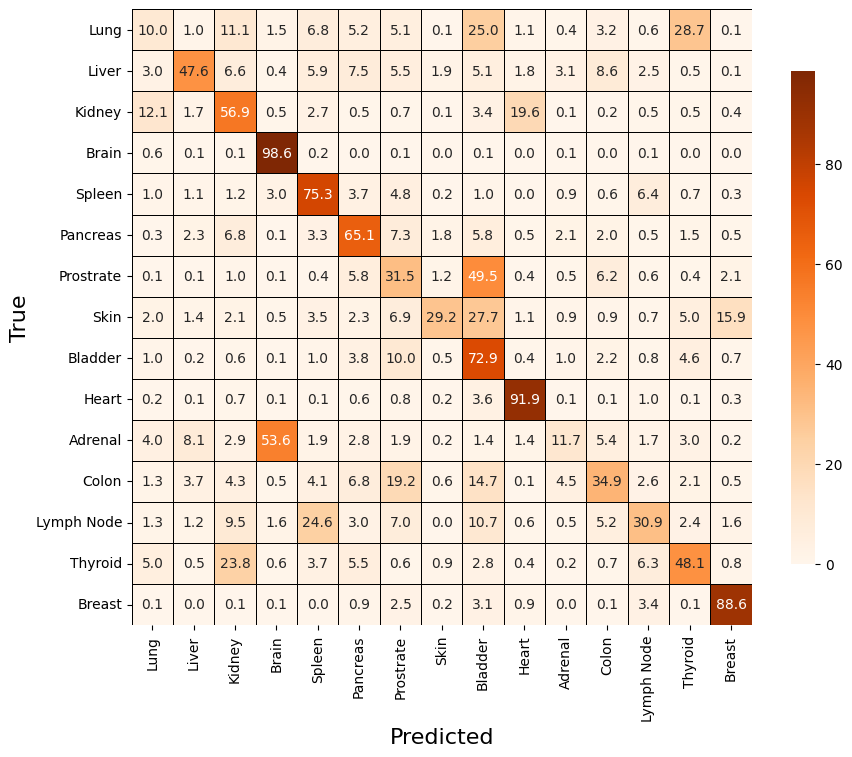 Lung 10.0 1.0 11.1 1.5 6.8 5.2 5.1 0.1 25.0 1.1 0.4 3.2 0.6 28.7 0.1
Liver 3.0 47.6 6.6 0.4 5.9 7.5 5.5 1.9 5.1 1.8 3.1 8.6 2.5 0.5 0.1
Kidney 12.1 1.7 56.9 0.5 2.7 0.5 0.7 0.1 3.4 19.6 0.1 0.2 0.5 0.5 0.4
Brain 0.6 0.1 0.1 98.6 0.2 0.0 0.1 0.0 0.1 0.0 0.1 0.0 0.1 0.0 0.0
Spleen 1.0 1.1 1.2 3.0 75.3 3.7 4.8 0.2 1.0 0.0 0.9 0.6 6.4 0.7 0.3
Pancreas 0.3 2.3 6.8 0.1 3.3 65.1 7.3 1.8 5.8 0.5 2.1 2.0 0.5 1.5 0.5
Prostrate 0.1 0.1 1.0 0.1 0.4 5.8 31.5 1.2 49.5 0.4 0.5 6.2 0.6 0.4 2.1
Skin 2.0 1.4 2.1 0.5 3.5 2.3 6.9 29.2 27.7 1.1 0.9 0.9 0.7 5.0 15.9
Bladder 1.0 0.2 0.6 0.1 1.0 3.8 10.0 0.5 72.9 0.4 1.0 2.2 0.8 4.6 0.7
Heart 0.2 0.1 0.7 0.1 0.1 0.6 0.8 0.2 3.6 91.9 0.1 0.1 1.0 0.1 0.3
Adrenal 4.0 8.1 2.9 53.6 1.9 2.8 1.9 0.2 1.4 1.4 11.7 5.4 1.7 3.0 0.2
Colon 1.3 3.7 4.3 0.5 4.1 6.8 19.2 0.6 14.7 0.1 4.5 34.9 2.6 2.1 0.5
Lymph Node 1.3 1.2 9.5 1.6 24.6 3.0 7.0 0.0 10.7 0.6 0.5 5.2 30.9 2.4 1.6
Thyroid 5.0 0.5 23.8 0.6 3.7 5.5 0.6 0.9 2.8 0.4 0.2 0.7 6.3 48.1 0.8
Breast 0.1 0.0 0.1 0.1 0.0 0.9 2.5 0.2 3.1 0.9 0.0 0.1 3.4 0.1 88.6
Lung Liver Kidney Brain Spleen Pancreas Prostrate Skin Bladder Heart Adrenal Colon Lymph Node Thyroid Breast
Predicted
True
80
60
40
20
0